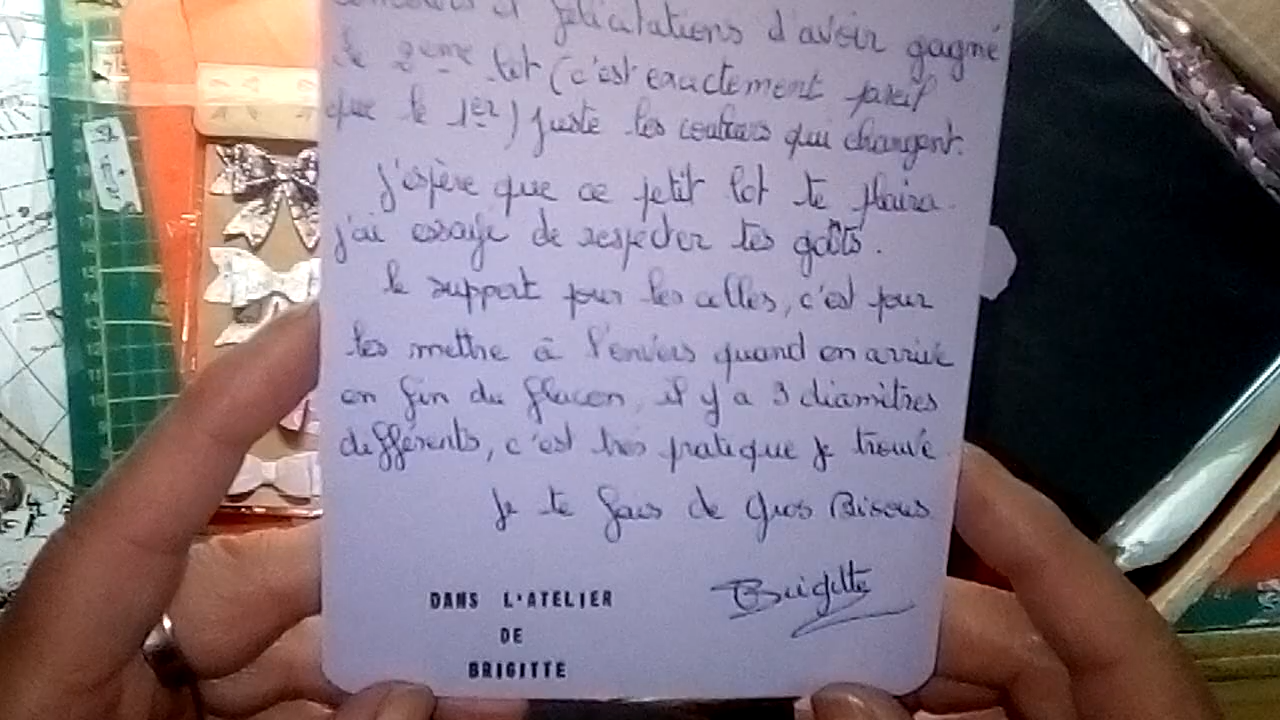 félicitations d'avoir gagné
le 2ème lot (c'est exactement pareil
que le 1er) juste les couleurs qui changent.
J'espère que ce petit lot te plaira.
j'ai essayé de respecter tes goûts.
le support pour les colles, c'est pour
les mettre à l'envers quand on arrive
en fin du flacon, il y a 3 diamètres
différents, c'est très pratique je trouve.
Je te fais de Gros Bisous
Brigitte
DANS L'ATELIER
DE
BRIGITTE